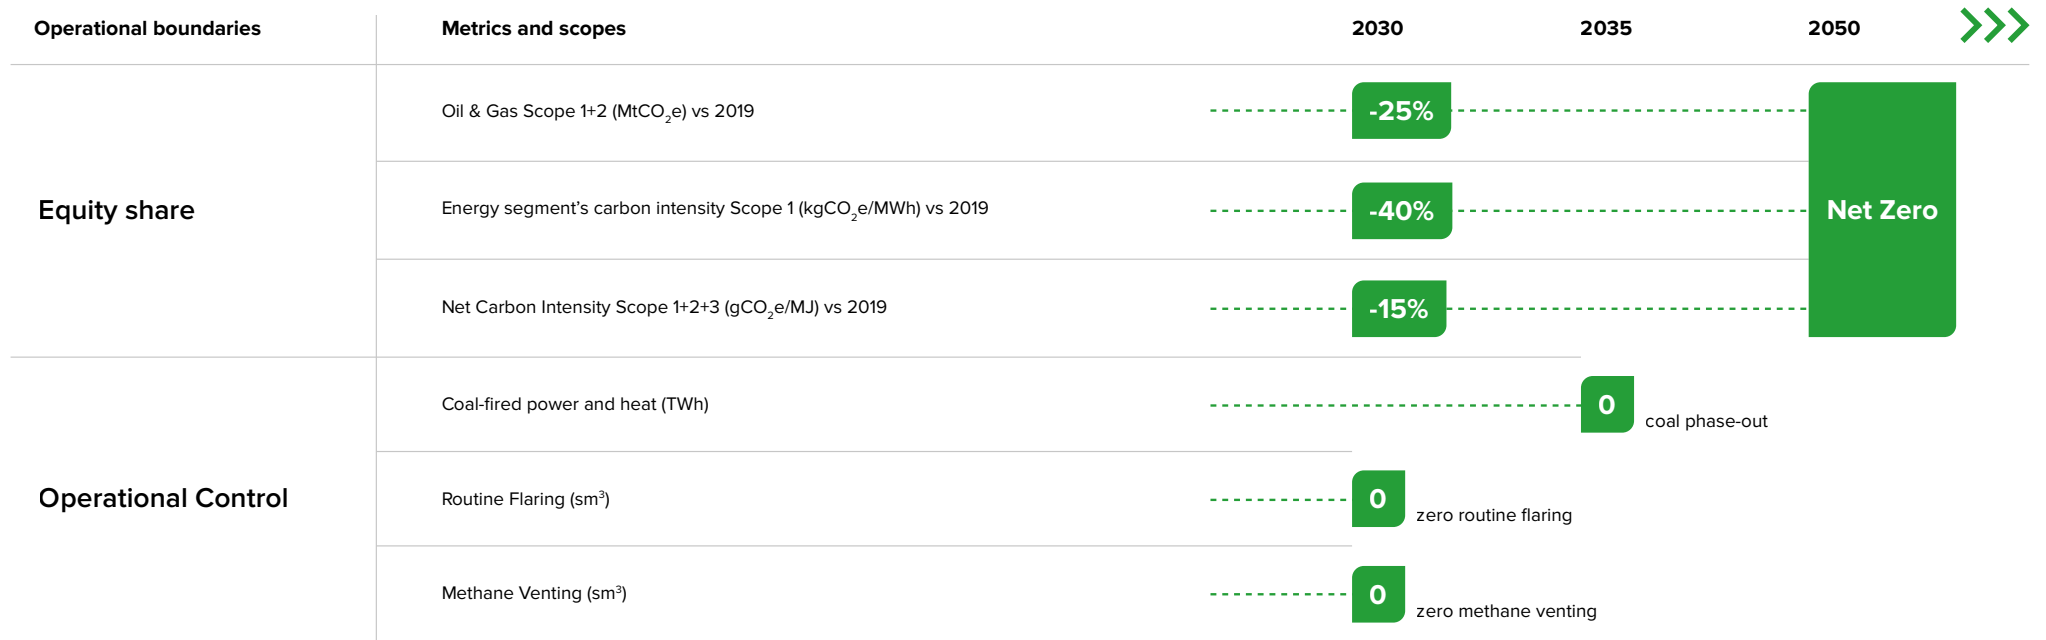 Operational boundaries
Metrics and scopes
2030
2035
2050
Equity share
Oil & Gas Scope 1+2 (MtCO₂e) vs 2019
-25%
Energy segment's carbon intensity Scope 1 (kgCO₂e/MWh) vs 2019
-40%
Net Carbon Intensity Scope 1+2+3 (gCO₂e/MJ) vs 2019
-15%
Net Zero
Operational Control
Coal-fired power and heat (TWh)
0
coal phase-out
Routine Flaring (sm³)
0
zero routine flaring
Methane Venting (sm³)
0
zero methane venting